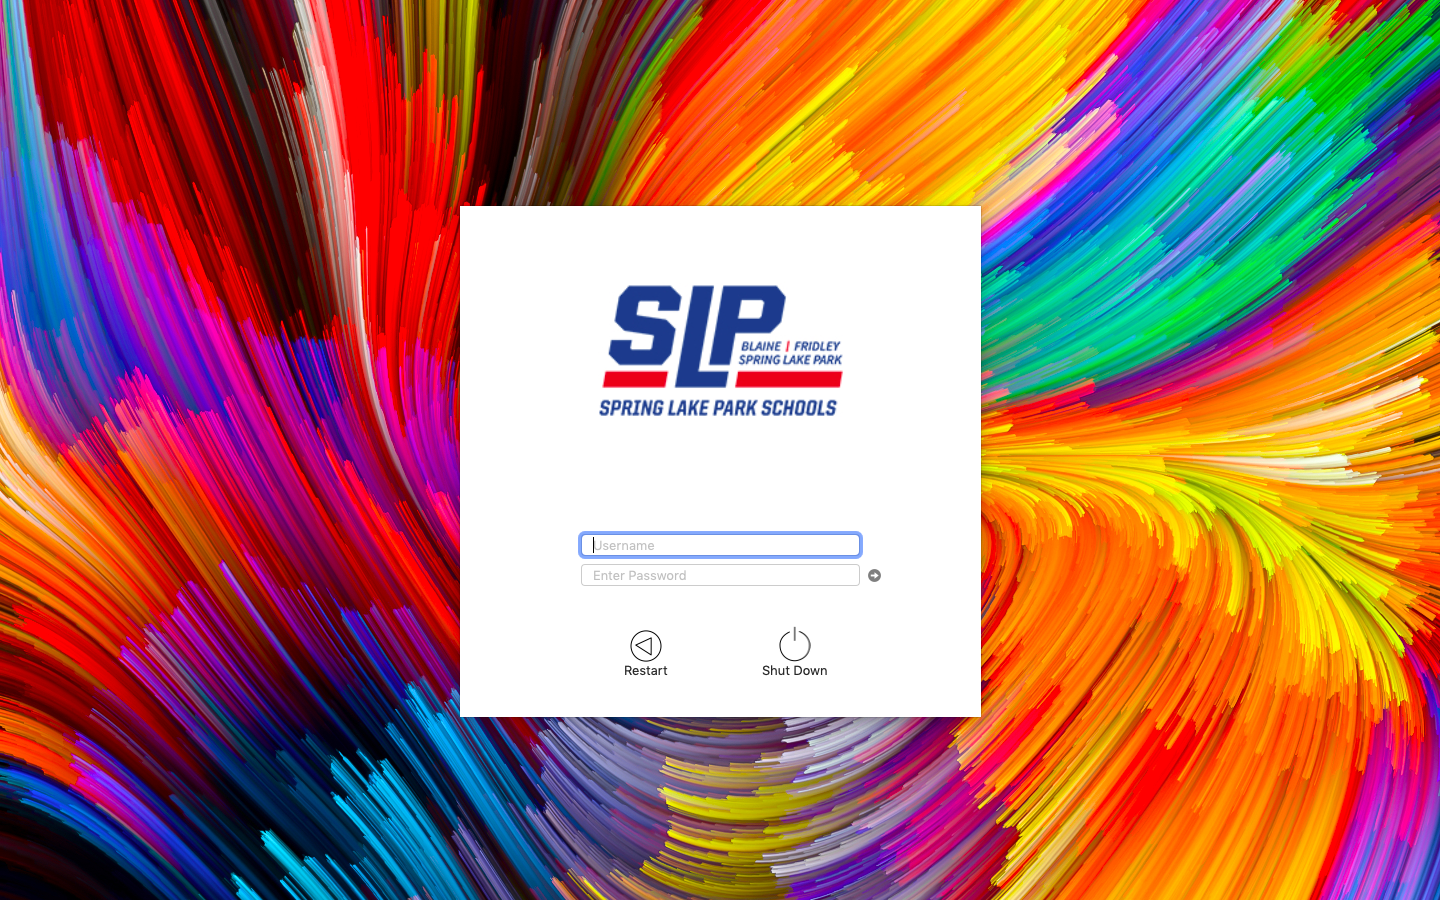 SLP
BLAINE | FRIDLEY
SPRING LAKE PARK
SPRING LAKE PARK SCHOOLS
Username
Enter Password
Restart
Shut Down